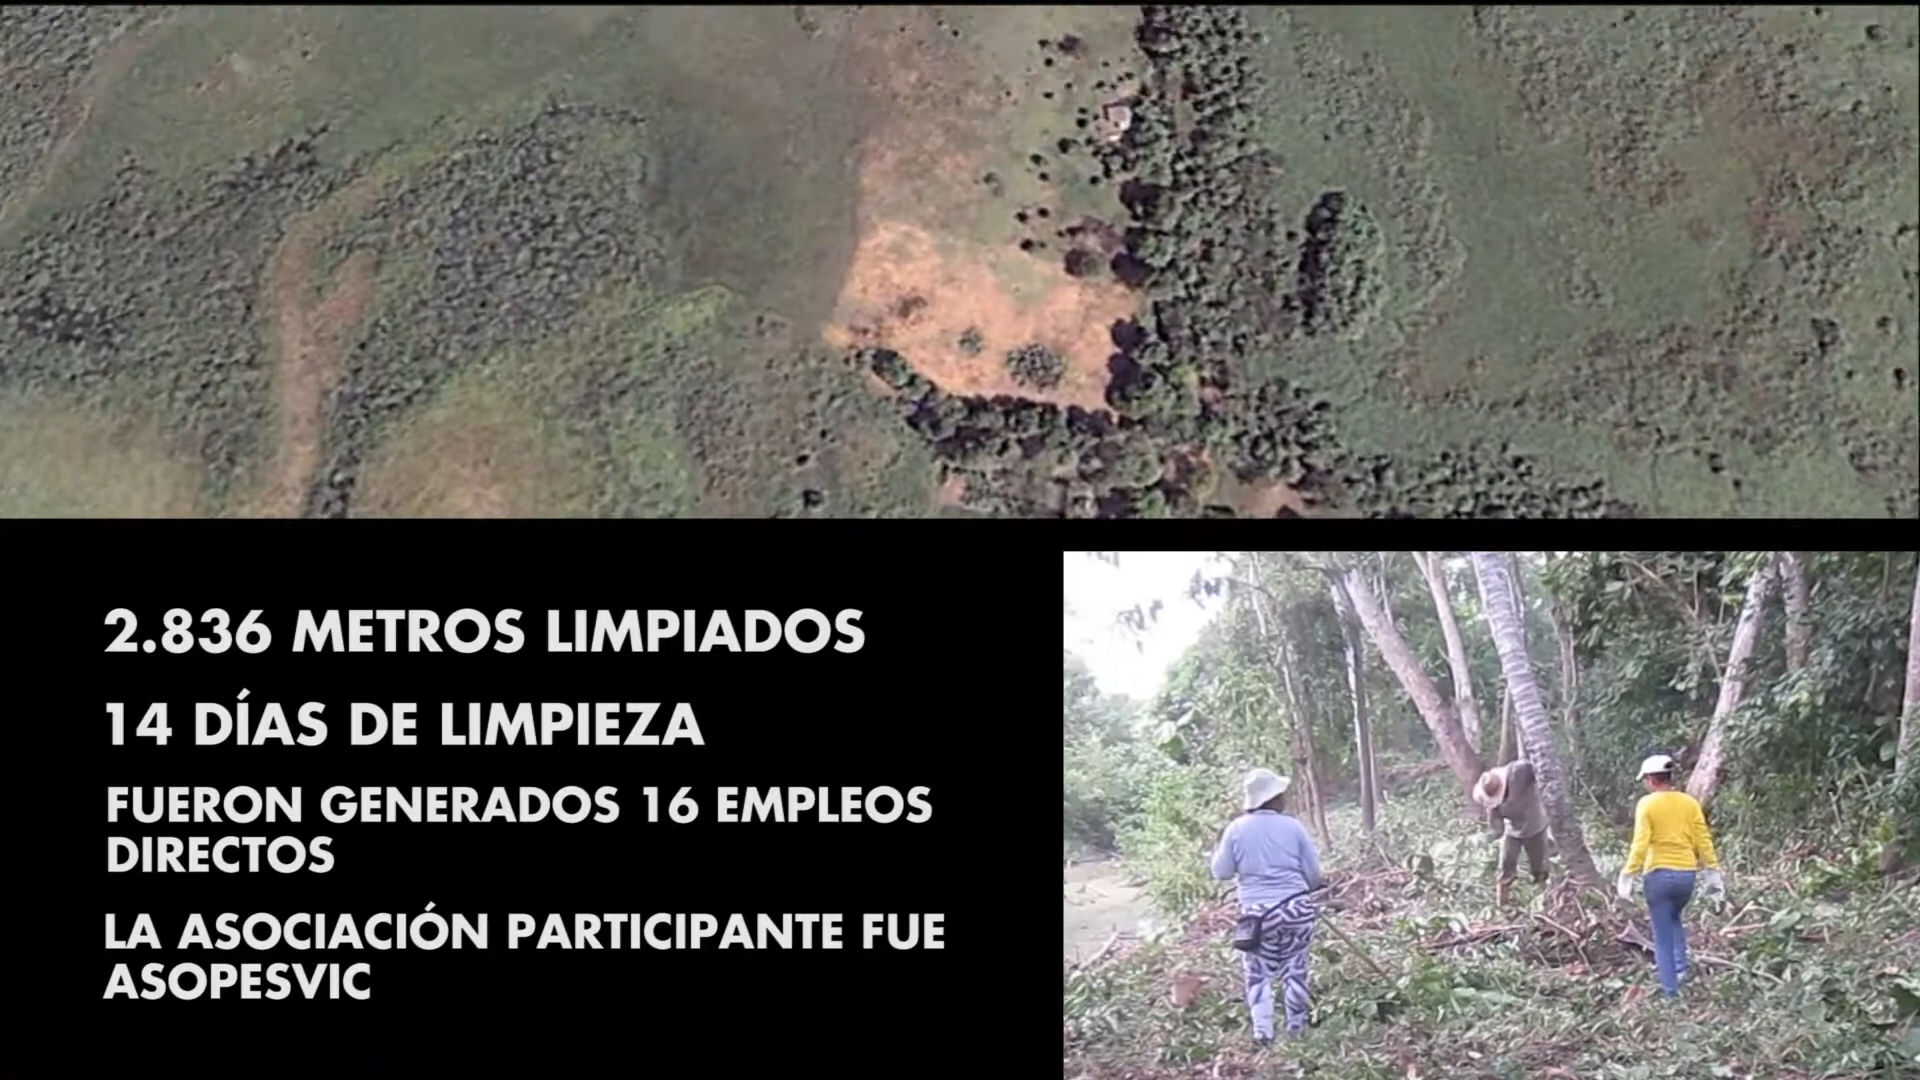 2.836 METROS LIMPIADOS
14 DÍAS DE LIMPIEZA
FUERON GENERADOS 16 EMPLEOS
DIRECTOS
LA ASOCIACIÓN PARTICIPANTE FUE
ASOPESVIC